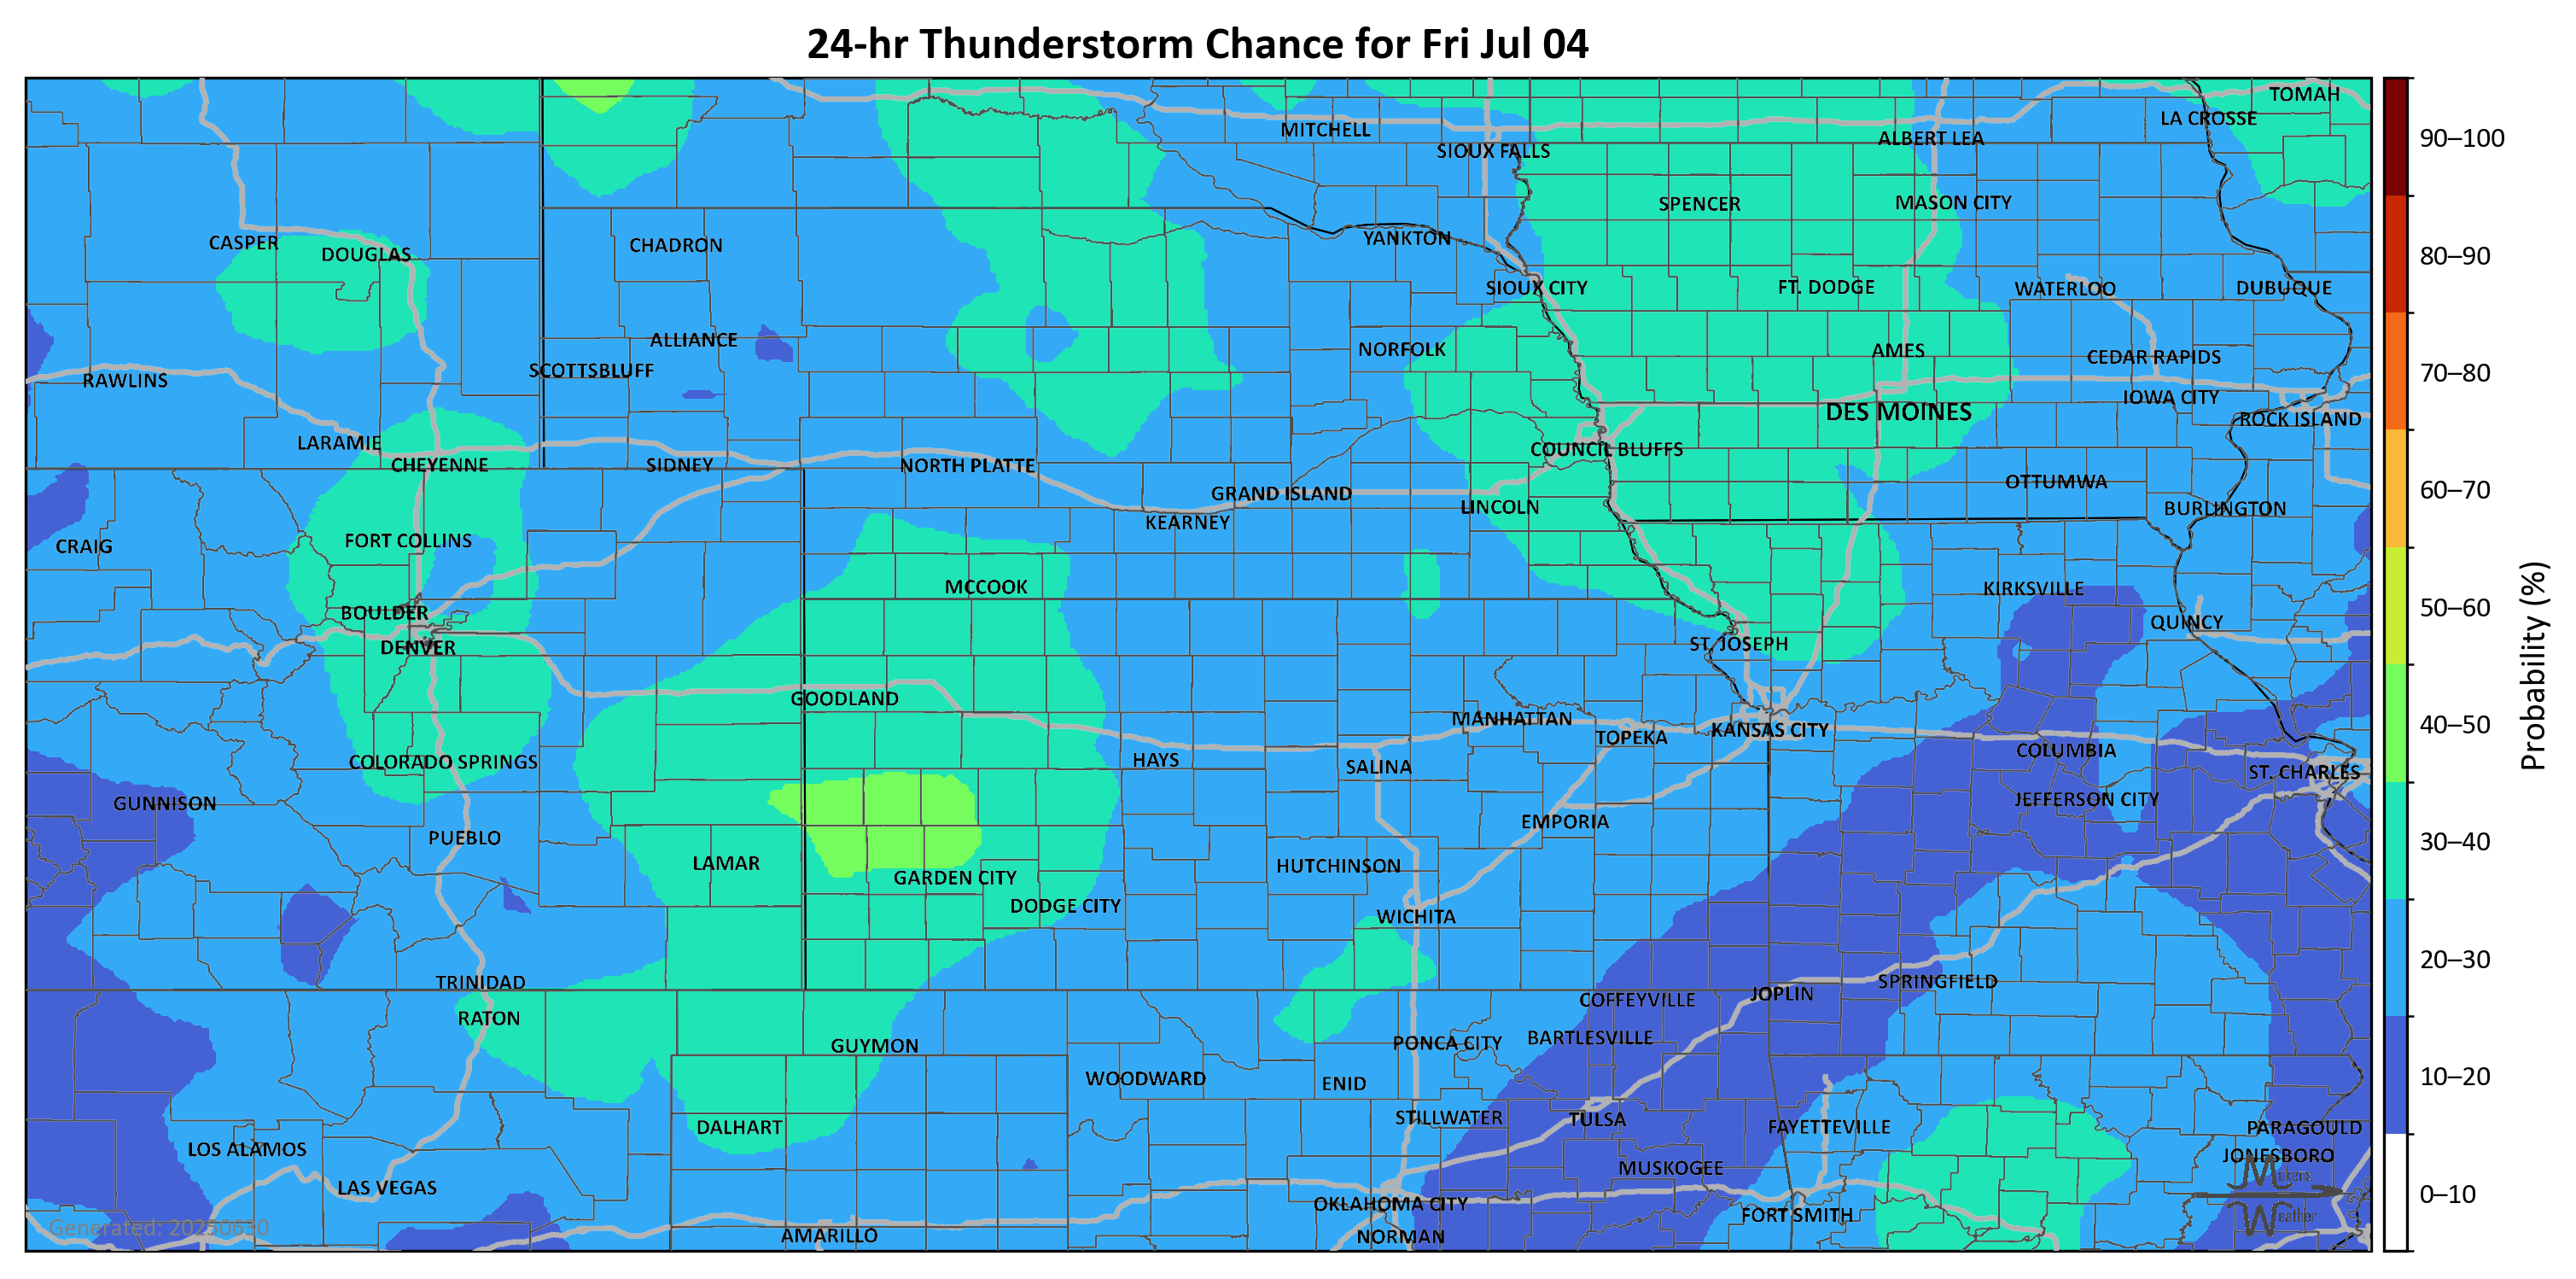 24-hr Thunderstorm Chance for Fri Jul 04
TOMAH
LA CROSSE
MITCHELL
ALBERT LEA
SIOUX FALLS
SPENCER
MASON CITY
CASPER
DOUGLAS
CHADRON
YANKTON
SIOUX CITY
FT. DODGE
WATERLOO
DUBUQUE
ALLIANCE
NORFOLK
AMES
CEDAR RAPIDS
RAWLINS
SCOTTSBLUFF
IOWA CITY
DES MOINES
ROCK ISLAND
LARAMIE
CHEYENNE
SIDNEY
NORTH PLATTE
COUNCIL BLUFFS
GRAND ISLAND
LINCOLN
OTTUMWA
BURLINGTON
KEARNEY
CRAIG
FORT COLLINS
MCCOOK
KIRKSVILLE
BOULDER
QUINCY
DENVER
ST. JOSEPH
GOODLAND
MANHATTAN
TOPEKA
KANSAS CITY
COLUMBIA
COLORADO SPRINGS
HAYS
SALINA
ST. CHARLES
GUNNISON
JEFFERSON CITY
PUEBLO
EMPORIA
LAMAR
GARDEN CITY
HUTCHINSON
DODGE CITY
WICHITA
TRINIDAD
SPRINGFIELD
COFFEYVILLE
JOPLIN
RATON
GUYMON
PONCA CITY
BARTLESVILLE
WOODWARD
ENID
DALHART
STILLWATER
TULSA
FAYETTEVILLE
PARAGOULD
LOS ALAMOS
JONESBORO
MUSKOGEE
LAS VEGAS
OKLAHOMA CITY
FORT SMITH
AMARILLO
NORMAN
Generated: 20250630
Mekens
Weather
90–100
80–90
70–80
60–70
50–60
40–50
30–40
20–30
10–20
0–10
Probability (%)